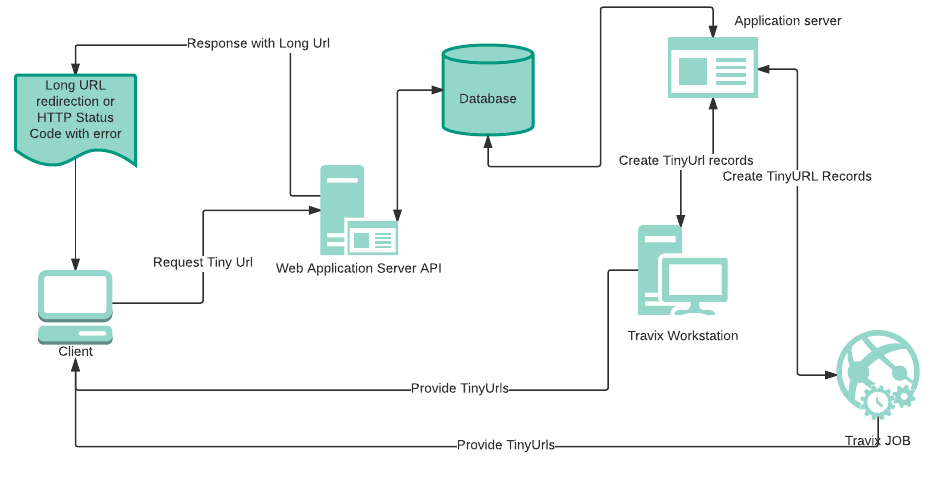 Application server
Response with Long Url
Long URL
redirection or
HTTP Status
Code with error
Database
Create TinyUrl records
Create TinyURL Records
Request Tiny Url
Web Application Server API
Travix Workstation
Client
Provide TinyUrls
Travix JOB
Provide TinyUrls